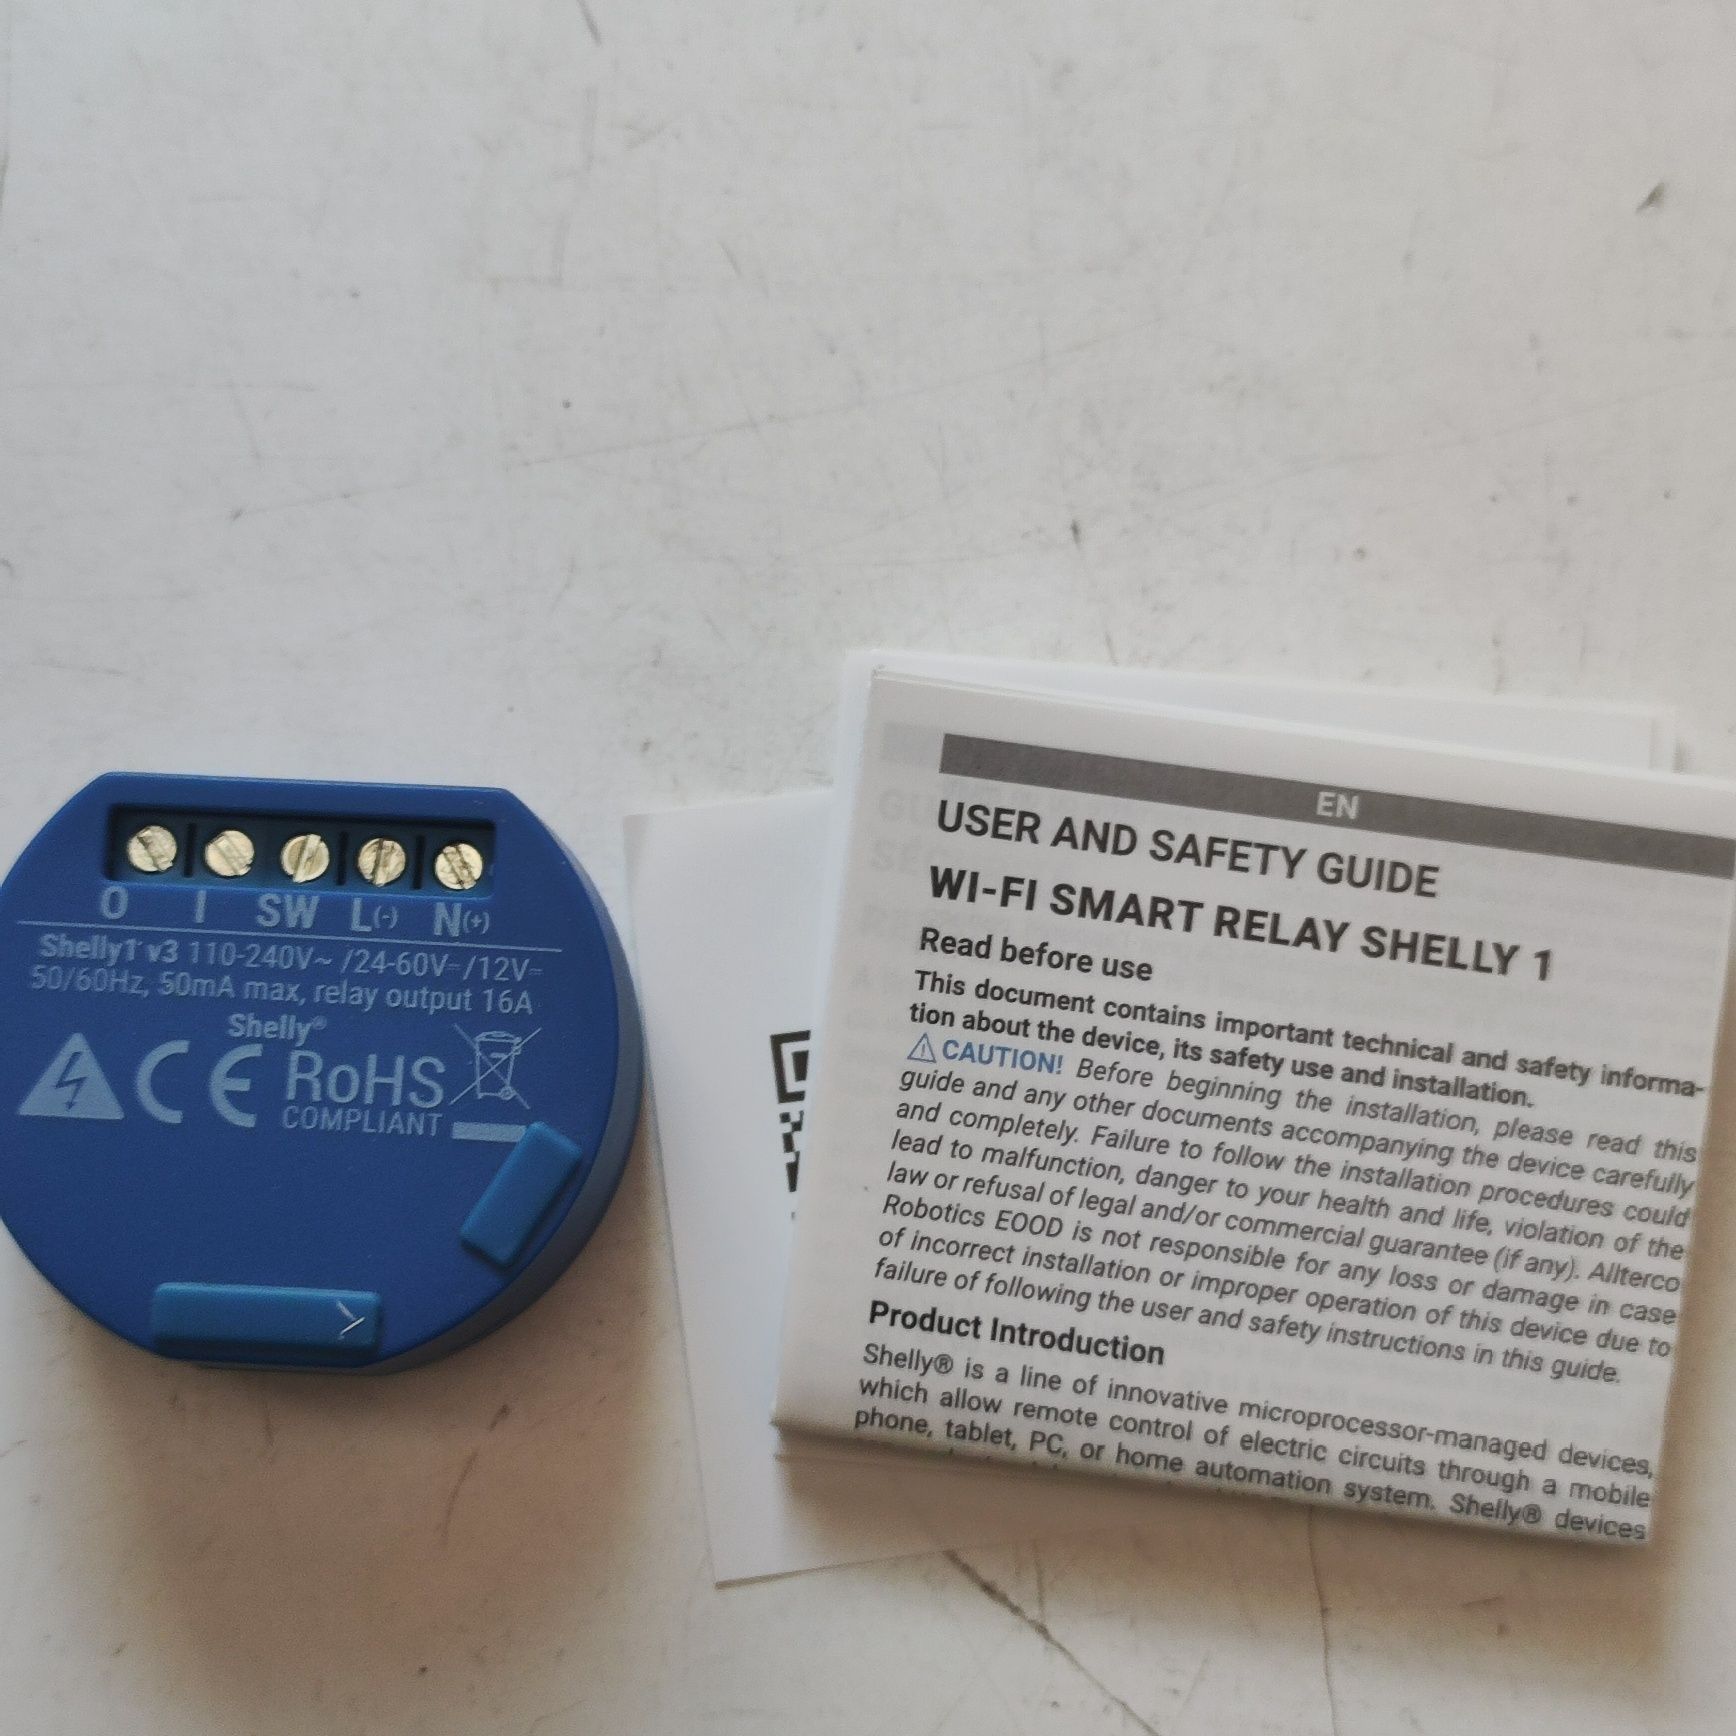 O I SW L(-) N(+)
Shelly1 v3 110-240V~ /24-60V⎓/12V⎓
50/60Hz, 50mA max, relay output 16A
Shelly®
CE RoHS
COMPLIANT
EN
USER AND SAFETY GUIDE
WI-FI SMART RELAY SHELLY 1
Read before use
This document contains important technical and safety informa-
tion about the device, its safety use and installation.
⚠ CAUTION! Before beginning the installation, please read this
guide and any other documents accompanying the device carefully
and completely. Failure to follow the installation procedures could
lead to malfunction, danger to your health and life, violation of the
law or refusal of legal and/or commercial guarantee (if any). Allterco
Robotics EOOD is not responsible for any loss or damage in case
of incorrect installation or improper operation of this device due to
failure of following the user and safety instructions in this guide.
Product Introduction
Shelly® is a line of innovative microprocessor-managed devices,
which allow remote control of electric circuits through a mobile
phone, tablet, PC, or home automation system. Shelly® devices